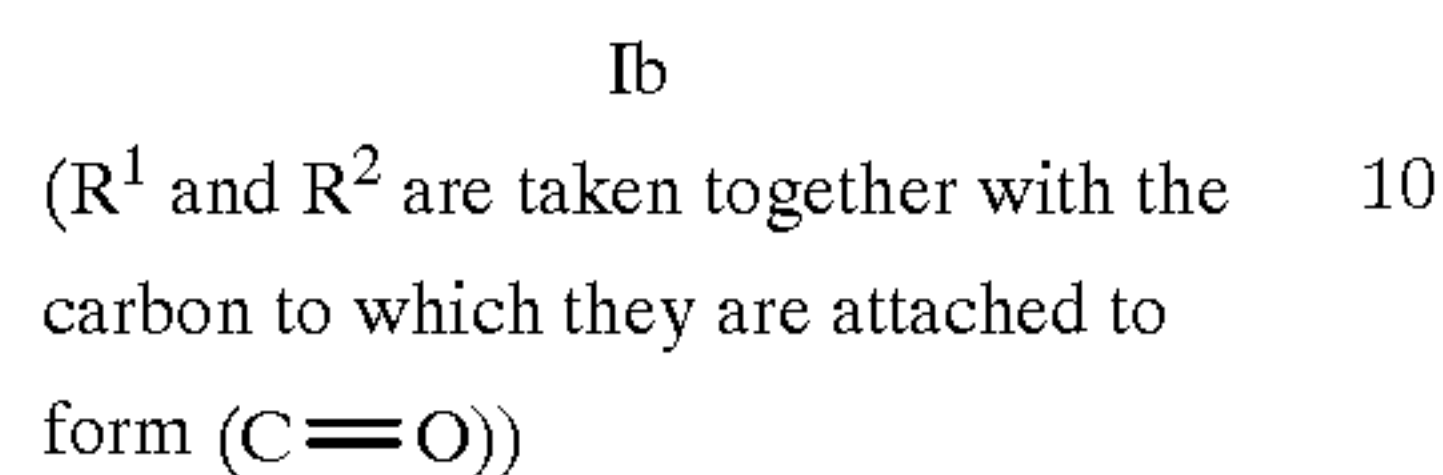 Ib
(R¹ and R² are taken together with the 10
carbon to which they are attached to
form (C=O))